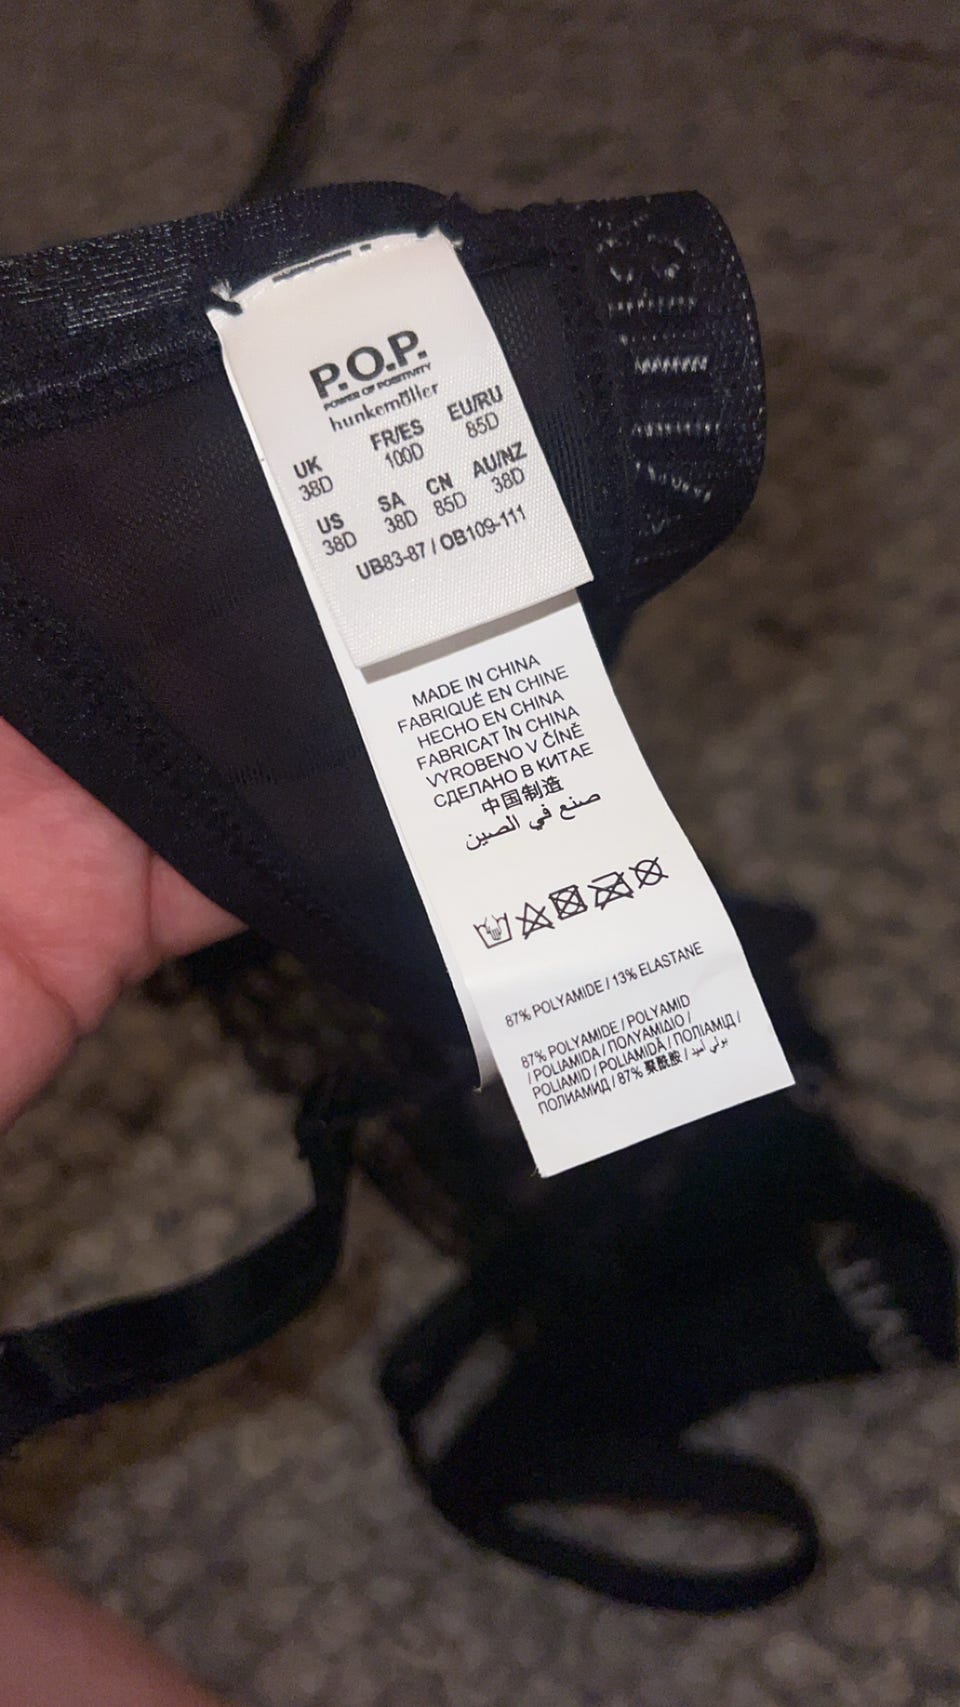 P.O.P.
POWER OF POSITIVITY
hunkemöller
UK FR/ES EU/RU
38D 100D 85D
US SA CN AU/NZ
38D 38D 85D 38D
UB83-87 / OB109-111
MADE IN CHINA
FABRIQUÉ EN CHINE
HECHO EN CHINA
FABRICAT ÎN CHINA
VYROBENO V ČÍNĚ
СДЕЛАНО В КИТАЕ
中国制造
صنع في الصين
87% POLYAMIDE / 13% ELASTANE
87% POLYAMIDE / POLYAMID
/ POLIAMIDA / ΠΟΛΥΑΜΙΔΙΟ /
POLIAMID / POLIAMIDĂ / ПОЛІАМІД /
ПОЛИАМИД / 87% 聚酰胺 / بولي أميد